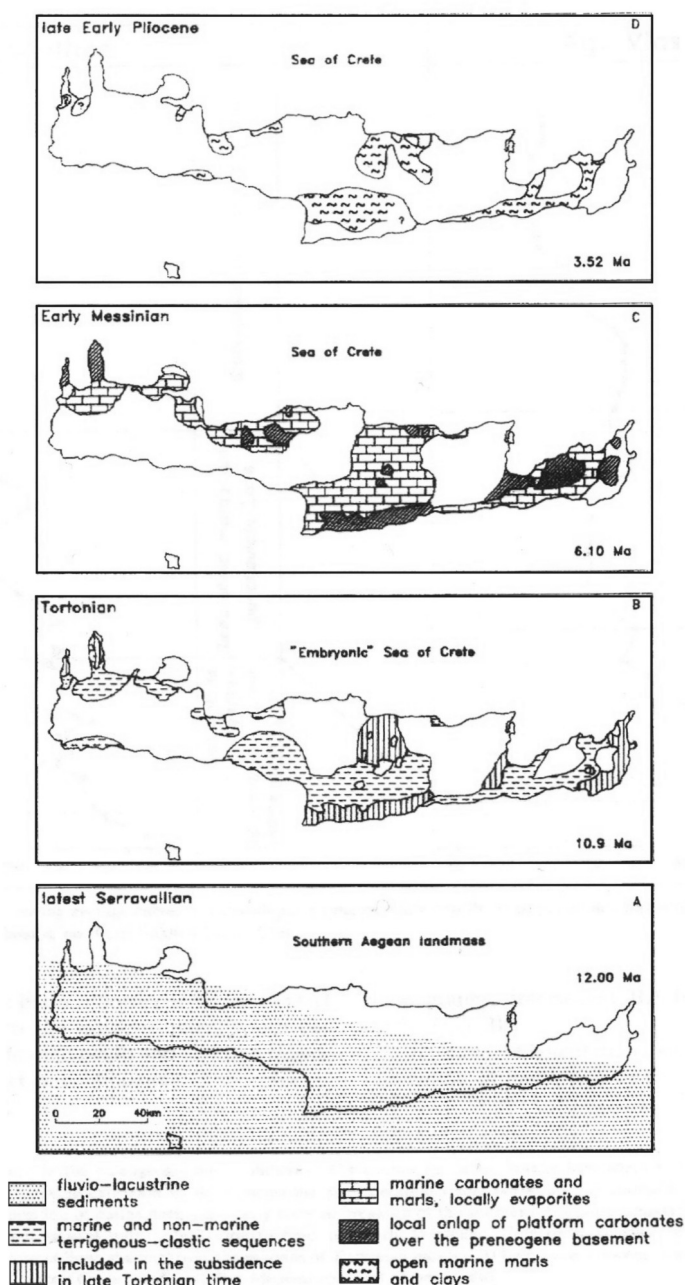 late Early Pliocene
D
Sea of Crete
?
?
?
3.52 Ma
Early Messinian
C
Sea of Crete
6.10 Ma
Tortonian
B
"Embryonic" Sea of Crete
10.9 Ma
latest Serravallian
A
Southern Aegean landmass
12.00 Ma
0 20 40km
fluvio-lacustrine
sediments
marine and non-marine
terrigenous-clastic sequences
included in the subsidence
in late Tortonian time
marine carbonates and
marls, locally evaporites
local onlap of platform carbonates
over the preneogene basement
open marine marls
and clays